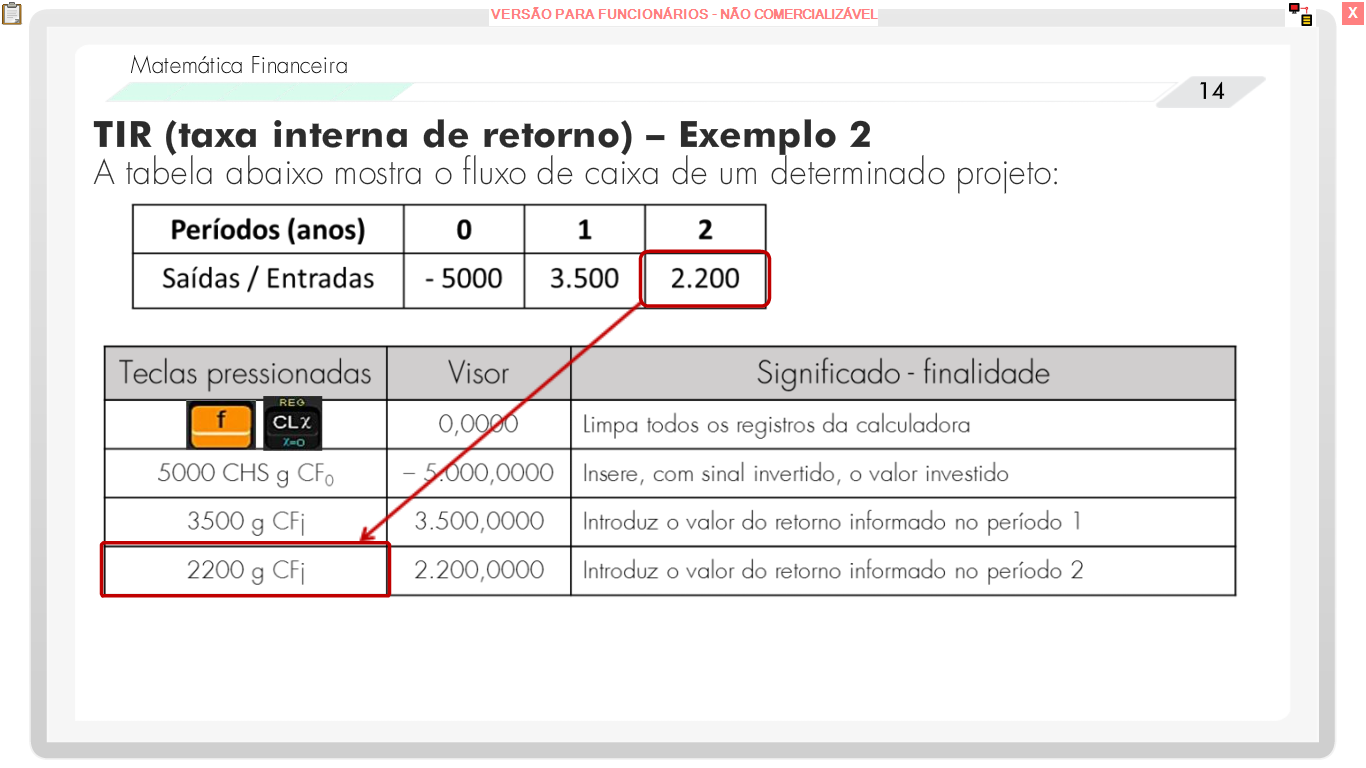 VERSÃO PARA FUNCIONÁRIOS - NÃO COMERCIALIZÁVEL
X
Matemática Financeira
14
TIR (taxa interna de retorno) – Exemplo 2
A tabela abaixo mostra o fluxo de caixa de um determinado projeto:
Períodos (anos) 0 1 2
Saídas / Entradas - 5000 3.500 2.200
Teclas pressionadas Visor Significado - finalidade
f REG CLX X=0 0,0000 Limpa todos os registros da calculadora
5000 CHS g CF0 – 5.000,0000 Insere, com sinal invertido, o valor investido
3500 g CFj 3.500,0000 Introduz o valor do retorno informado no período 1
2200 g CFj 2.200,0000 Introduz o valor do retorno informado no período 2